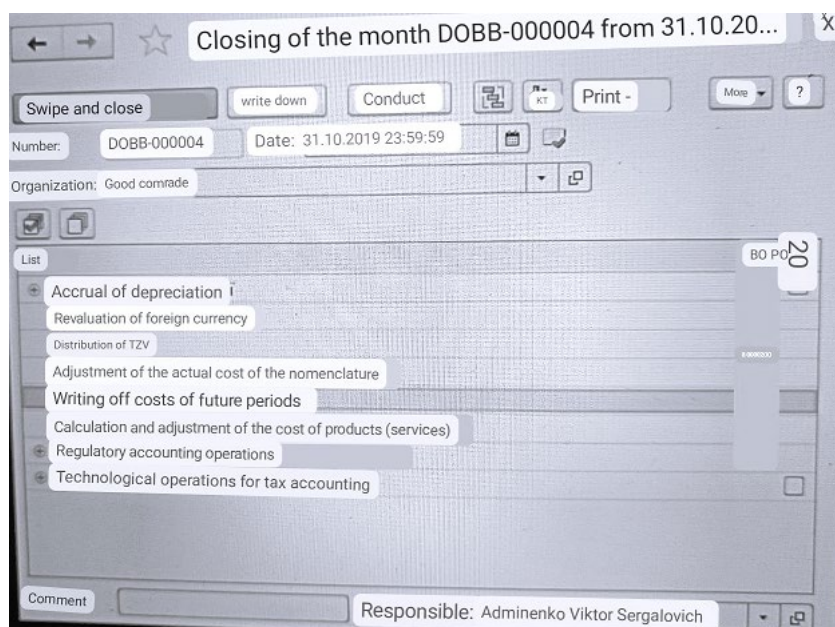 Closing of the month DOBB-000004 from 31.10.20... X
Swipe and close write down Conduct KT Print - More ?
Number: DOBB-000004 Date: 31.10.2019 23:59:59
Organization: Good comrade
List BO PO 20
Accrual of depreciation
Revaluation of foreign currency
Distribution of TZV
Adjustment of the actual cost of the nomenclature
Writing off costs of future periods
Calculation and adjustment of the cost of products (services)
Regulatory accounting operations
Technological operations for tax accounting
Comment Responsible: Adminenko Viktor Sergalovich